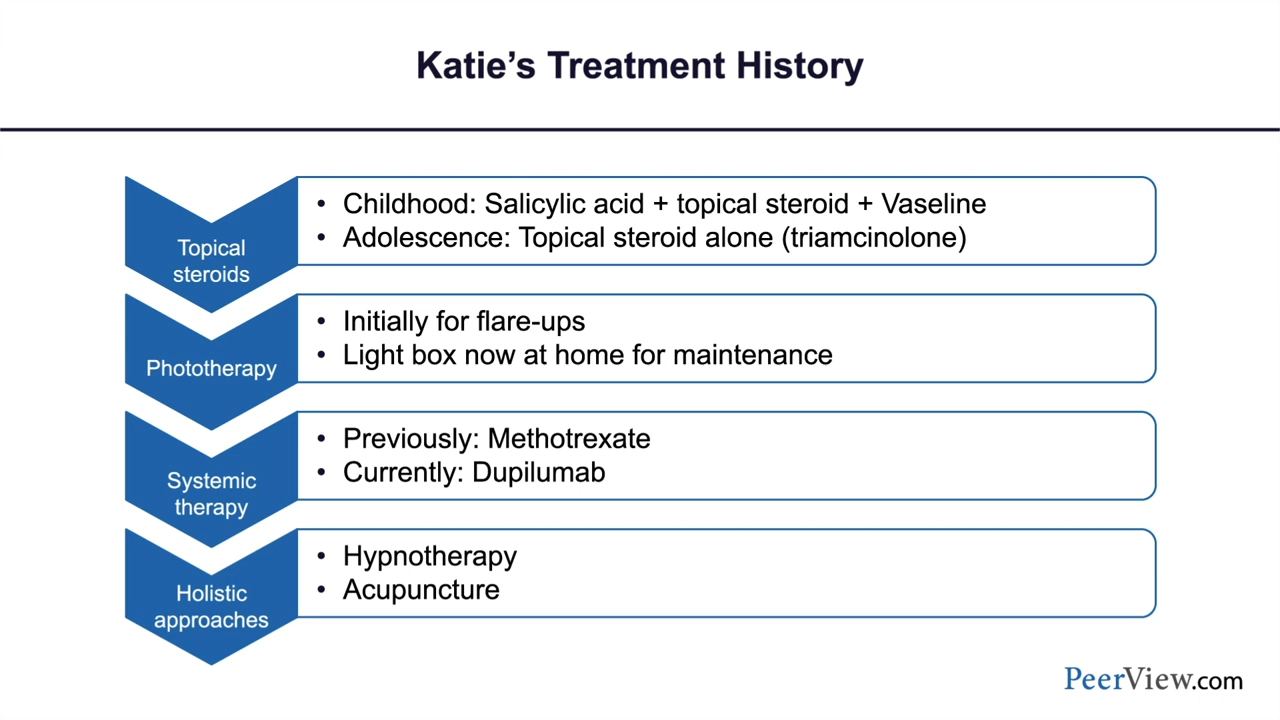 Katie’s Treatment History
Topical
steroids
• Childhood: Salicylic acid + topical steroid + Vaseline
• Adolescence: Topical steroid alone (triamcinolone)
Phototherapy
• Initially for flare-ups
• Light box now at home for maintenance
Systemic
therapy
• Previously: Methotrexate
• Currently: Dupilumab
Holistic
approaches
• Hypnotherapy
• Acupuncture
PeerView.com